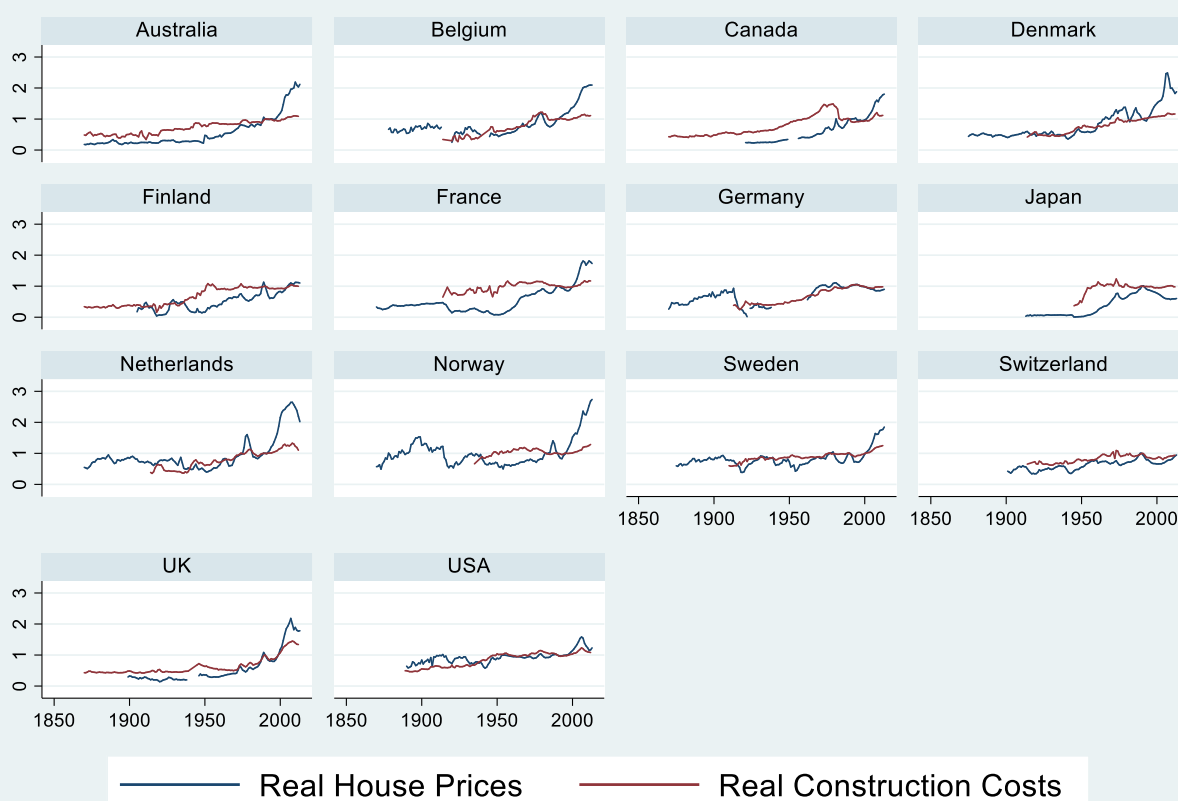 Australia Belgium Canada Denmark
3
2
1
0
Finland France Germany Japan
3
2
1
0
Netherlands Norway Sweden Switzerland
3
2
1
0
1850 1900 1950 2000 1850 1900 1950 2000
UK USA
3
2
1
0
1850 1900 1950 2000 1850 1900 1950 2000
Real House Prices Real Construction Costs